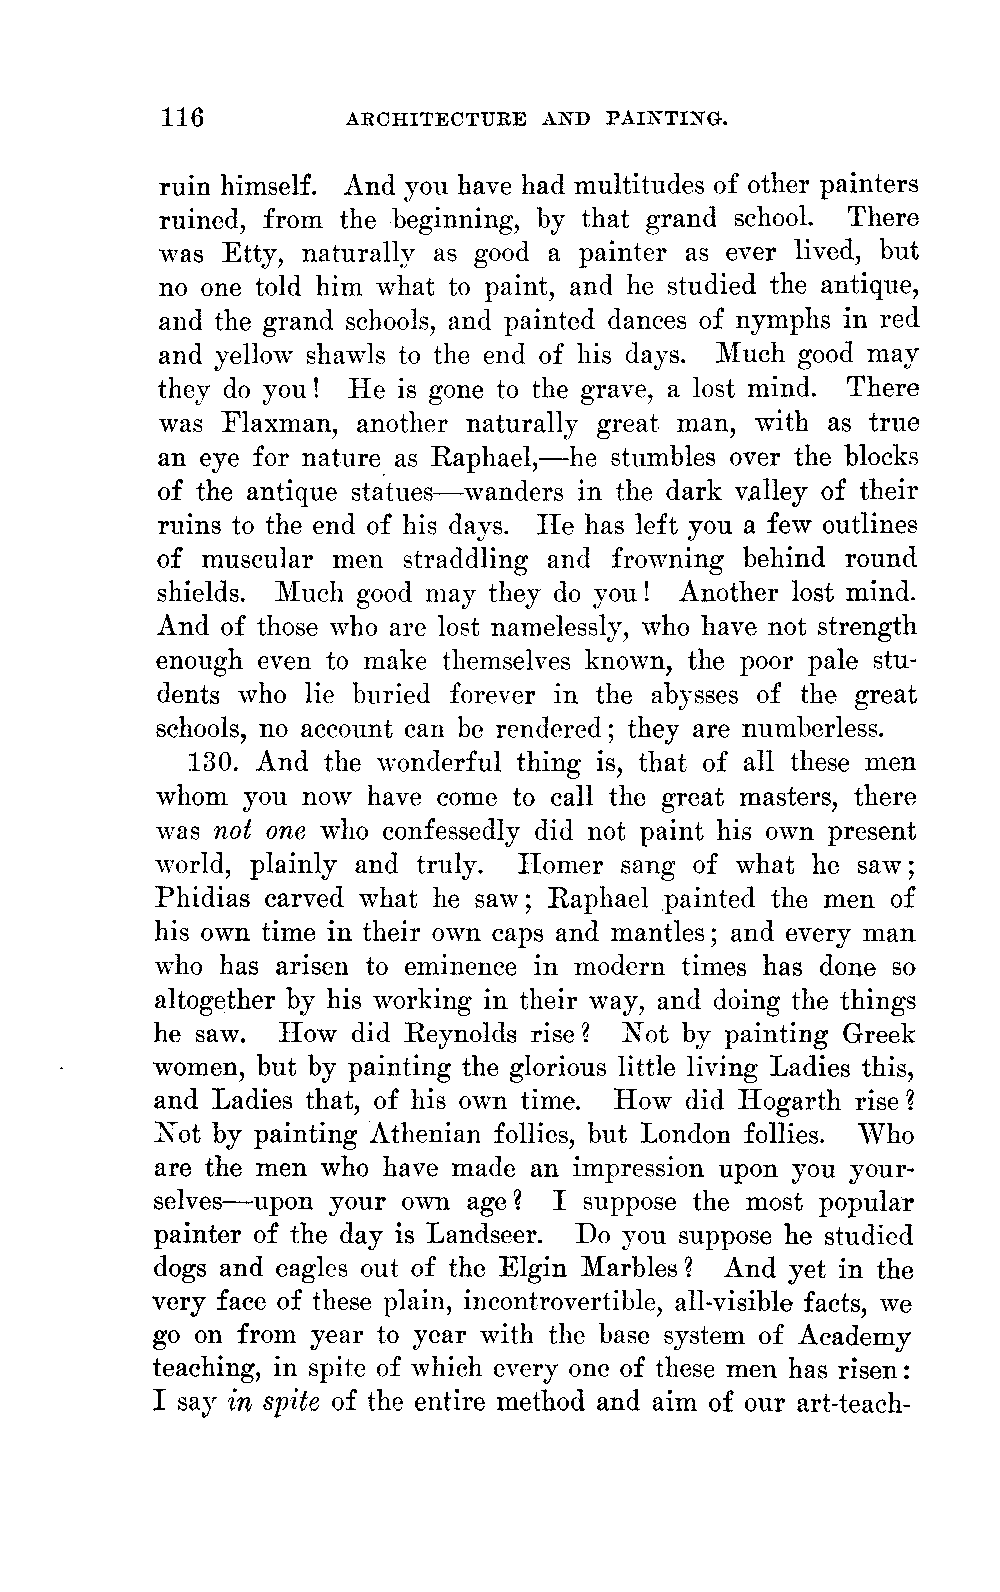 116 ARCHITECTURE AND PAINTING.
ruin himself. And you have had multitudes of other painters
ruined, from the beginning, by that grand school. There
was Etty, naturally as good a painter as ever lived, but
no one told him what to paint, and he studied the antique,
and the grand schools, and painted dances of nymphs in red
and yellow shawls to the end of his days. Much good may
they do you! He is gone to the grave, a lost mind. There
was Flaxman, another naturally great man, with as true
an eye for nature as Raphael,—he stumbles over the blocks
of the antique statues—wanders in the dark valley of their
ruins to the end of his days. He has left you a few outlines
of muscular men straddling and frowning behind round
shields. Much good may they do you! Another lost mind.
And of those who are lost namelessly, who have not strength
enough even to make themselves known, the poor pale stu-
dents who lie buried forever in the abysses of the great
schools, no account can be rendered; they are numberless.
130. And the wonderful thing is, that of all these men
whom you now have come to call the great masters, there
was not one who confessedly did not paint his own present
world, plainly and truly. Homer sang of what he saw;
Phidias carved what he saw; Raphael painted the men of
his own time in their own caps and mantles; and every man
who has arisen to eminence in modern times has done so
altogether by his working in their way, and doing the things
he saw. How did Reynolds rise? Not by painting Greek
women, but by painting the glorious little living Ladies this,
and Ladies that, of his own time. How did Hogarth rise?
Not by painting Athenian follies, but London follies. Who
are the men who have made an impression upon you your-
selves—upon your own age? I suppose the most popular
painter of the day is Landseer. Do you suppose he studied
dogs and eagles out of the Elgin Marbles? And yet in the
very face of these plain, incontrovertible, all-visible facts, we
go on from year to year with the base system of Academy
teaching, in spite of which every one of these men has risen:
I say in spite of the entire method and aim of our art-teach-